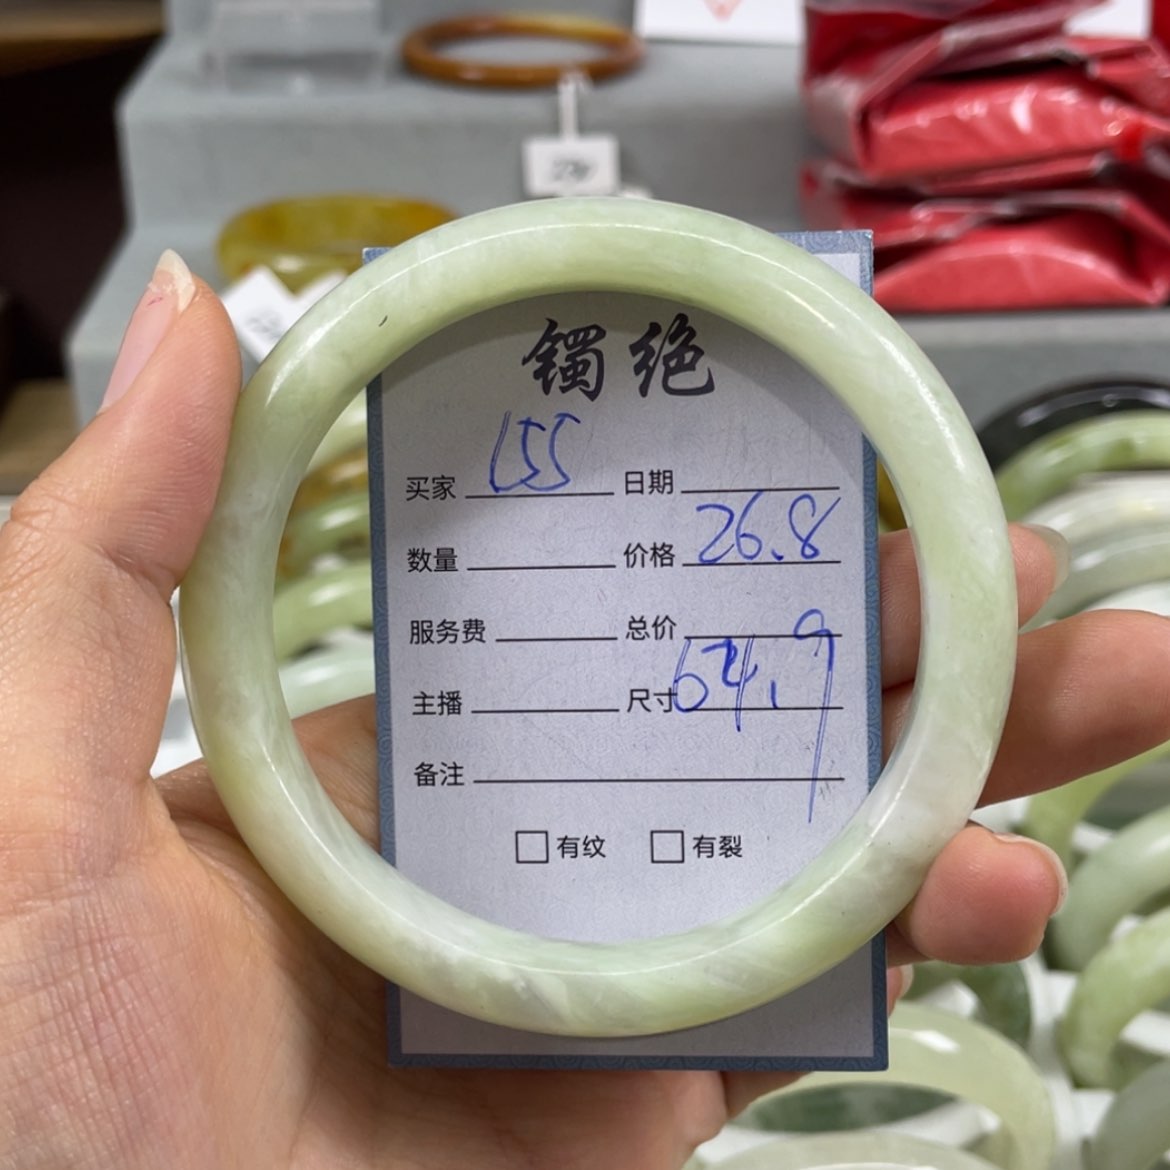 镯绝
买家 155 日期
数量 价格 26.8
服务费 总价
主播 尺寸 64.9
备注
□有纹 □有裂